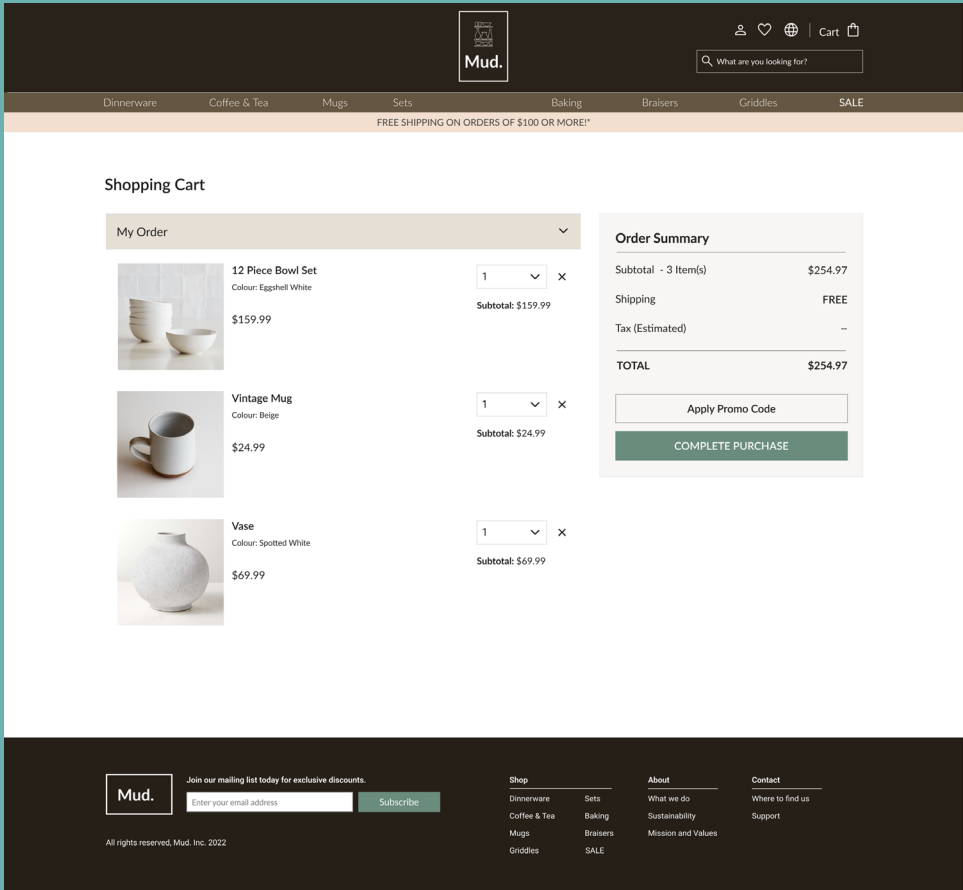 Mud.
Cart
What are you looking for?
Dinnerware Coffee & Tea Mugs Sets Baking Braisers Griddles SALE
FREE SHIPPING ON ORDERS OF $100 OR MORE!*
Shopping Cart
My Order
12 Piece Bowl Set
Colour: Eggshell White
$159.99
1
Subtotal: $159.99
Vintage Mug
Colour: Beige
$24.99
1
Subtotal: $24.99
Vase
Colour: Spotted White
$69.99
1
Subtotal: $69.99
Order Summary
Subtotal - 3 Item(s) $254.97
Shipping FREE
Tax (Estimated) –
TOTAL $254.97
Apply Promo Code
COMPLETE PURCHASE
Mud.
Join our mailing list today for exclusive discounts.
Enter your email address Subscribe
All rights reserved, Mud. Inc. 2022
Shop
Dinnerware Sets
Coffee & Tea Baking
Mugs Braisers
Griddles SALE
About
What we do
Sustainability
Mission and Values
Contact
Where to find us
Support